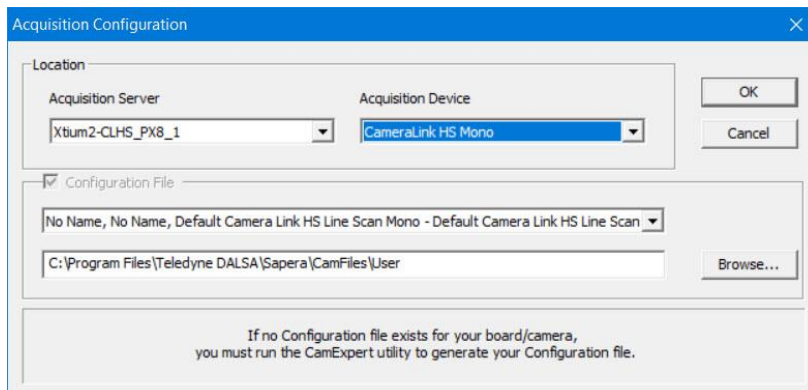 Acquisition Configuration
Location
Acquisition Server
Acquisition Device
OK
Xtium2-CLHS_PX8_1
CameraLink HS Mono
Cancel
Configuration File
No Name, No Name, Default Camera Link HS Line Scan Mono - Default Camera Link HS Line Scan
C:\Program Files\Teledyne DALSA\Sapera\CamFiles\User
Browse...
If no Configuration file exists for your board/camera,
you must run the CamExpert utility to generate your Configuration file.